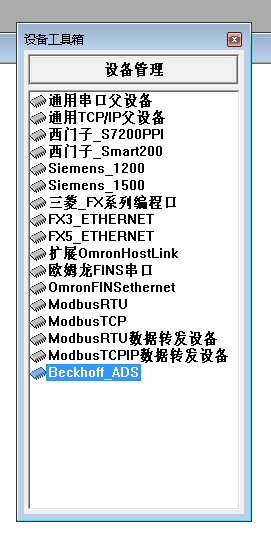 设备工具箱
设备管理
通用串口父设备
通用TCP/IP父设备
西门子_S7200PPI
西门子_Smart200
Siemens_1200
Siemens_1500
三菱_FX系列编程口
FX3_ETHERNET
FX5_ETHERNET
扩展OmronHostLink
欧姆龙FINS串口
OmronFINSethernet
ModbusRTU
ModbusTCP
ModbusRTU数据转发设备
ModbusTCPIP数据转发设备
Beckhoff_ADS